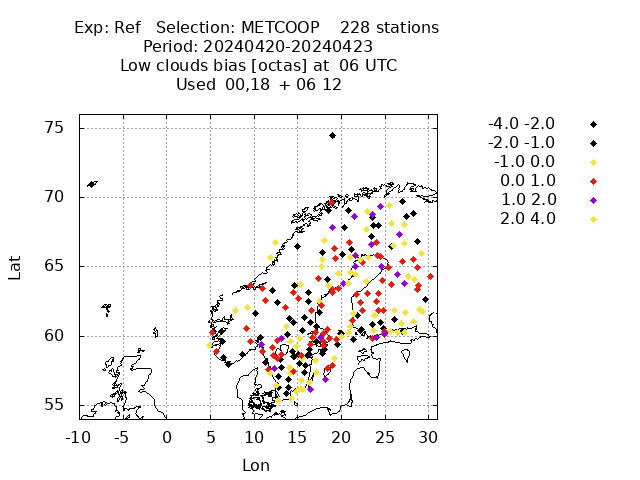 Exp: Ref   Selection: METCOOP    228 stations
Period: 20240420-20240423
Low clouds bias [octas] at  06 UTC
Used  00,18  + 06 12
-4.0 -2.0
-2.0 -1.0
-1.0 0.0
0.0 1.0
1.0 2.0
2.0 4.0
Lat
75
70
65
60
55
-10 -5 0 5 10 15 20 25 30
Lon